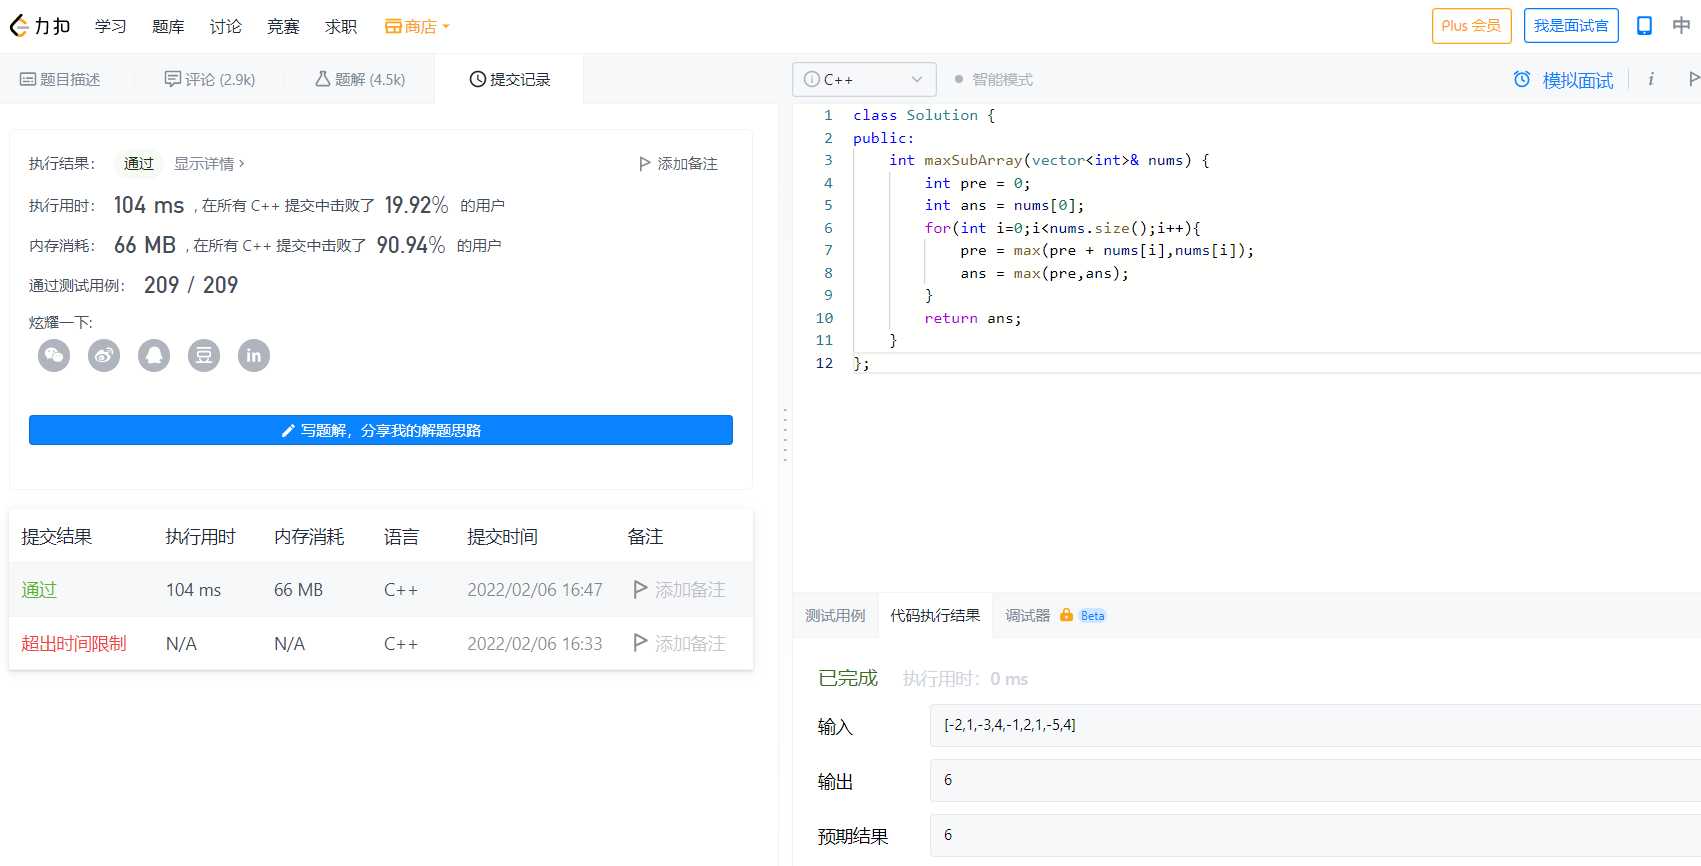 力扣 学习 题库 讨论 竞赛 求职 商店 Plus 会员 我是面试官 中
题目描述 评论 (2.9k) 题解 (4.5k) 提交记录
执行结果： 通过 显示详情 › 添加备注
执行用时： 104 ms , 在所有 C++ 提交中击败了 19.92% 的用户
内存消耗： 66 MB , 在所有 C++ 提交中击败了 90.94% 的用户
通过测试用例： 209 / 209
炫耀一下:
豆 in
写题解，分享我的解题思路
提交结果 执行用时 内存消耗 语言 提交时间 备注
通过 104 ms 66 MB C++ 2022/02/06 16:47 添加备注
超出时间限制 N/A N/A C++ 2022/02/06 16:33 添加备注
i C++ 智能模式 模拟面试 i
1 class Solution {
2 public:
3     int maxSubArray(vector<int>& nums) {
4         int pre = 0;
5         int ans = nums[0];
6         for(int i=0;i<nums.size();i++){
7             pre = max(pre + nums[i],nums[i]);
8             ans = max(pre,ans);
9         }
10         return ans;
11     }
12 };
测试用例 代码执行结果 调试器 Beta
已完成 执行用时：0 ms
输入 [-2,1,-3,4,-1,2,1,-5,4]
输出 6
预期结果 6